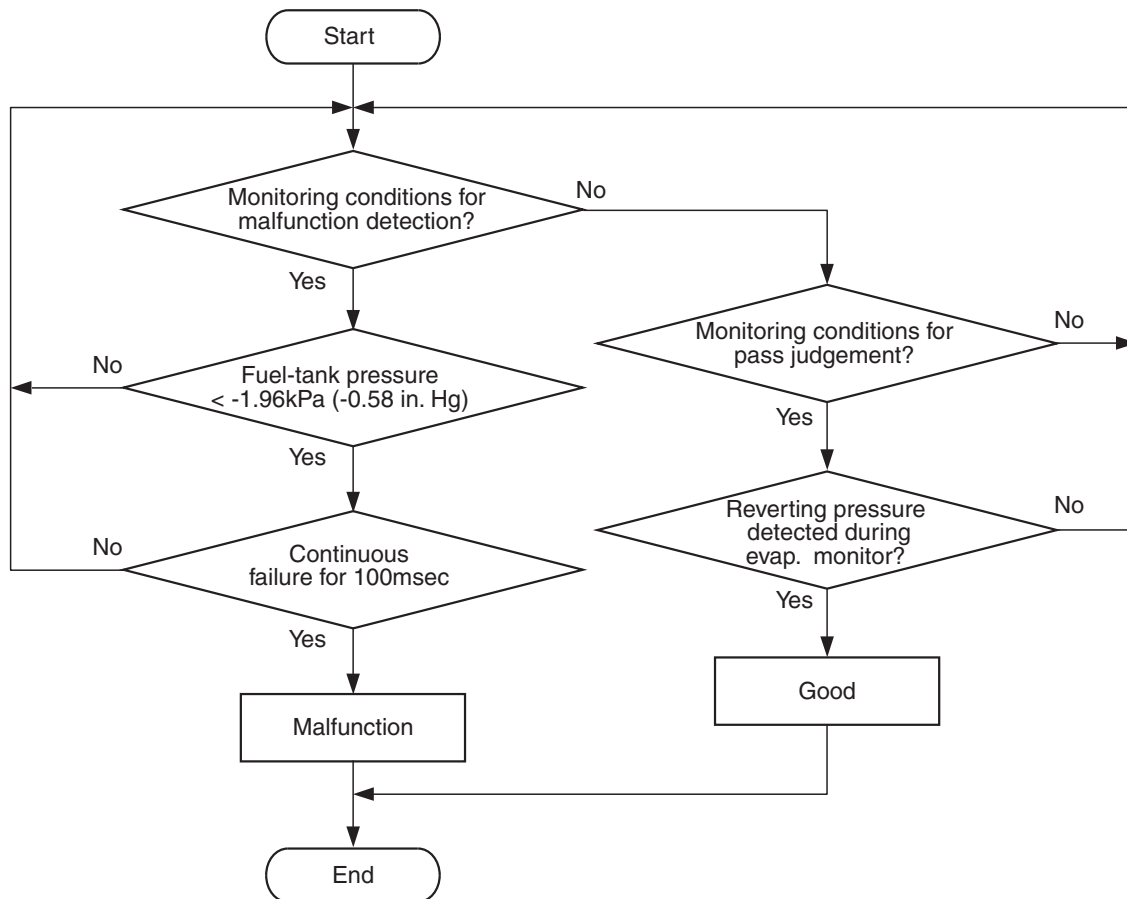 Start
Monitoring conditions for
malfunction detection?
No
Yes
Monitoring conditions for
pass judgement?
No
No
Fuel-tank pressure
< -1.96kPa (-0.58 in. Hg)
Yes
Yes
Reverting pressure
detected during
evap. monitor?
No
No
Continuous
failure for 100msec
Yes
Yes
Good
Malfunction
End